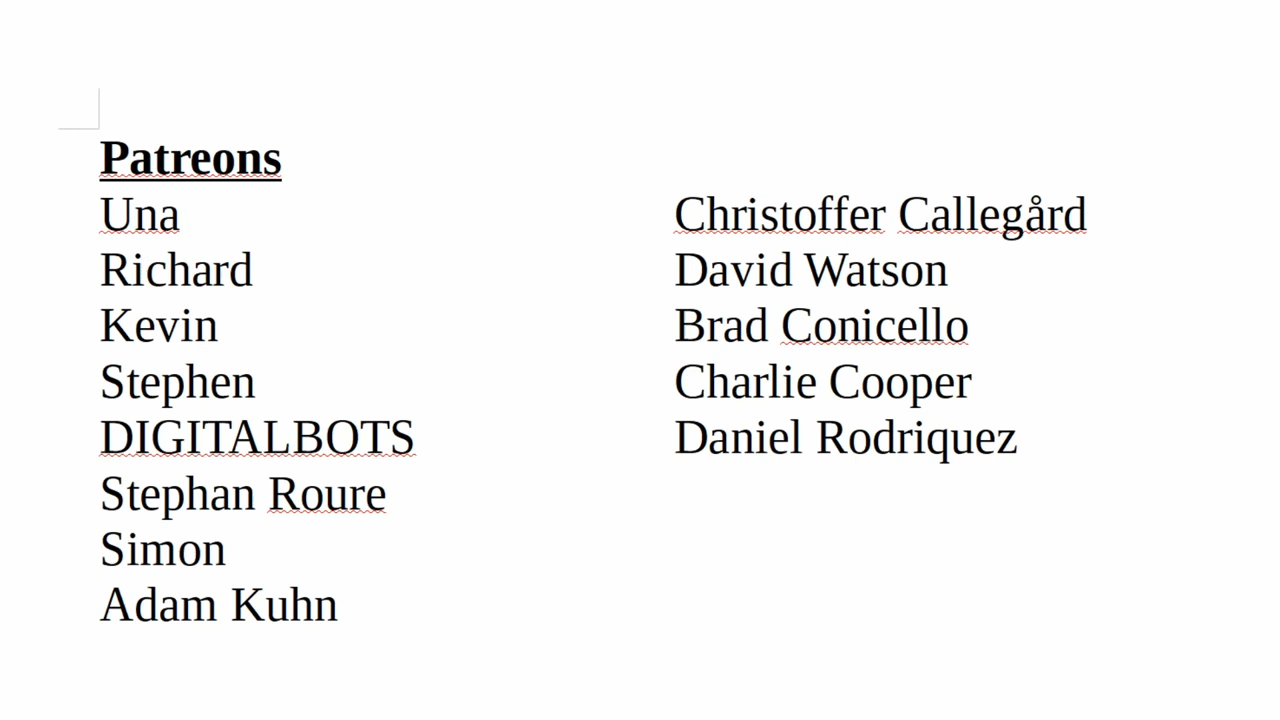 Patreons
Una
Richard
Kevin
Stephen
DIGITALBOTS
Stephan Roure
Simon
Adam Kuhn
Christoffer Callegård
David Watson
Brad Conicello
Charlie Cooper
Daniel Rodriquez